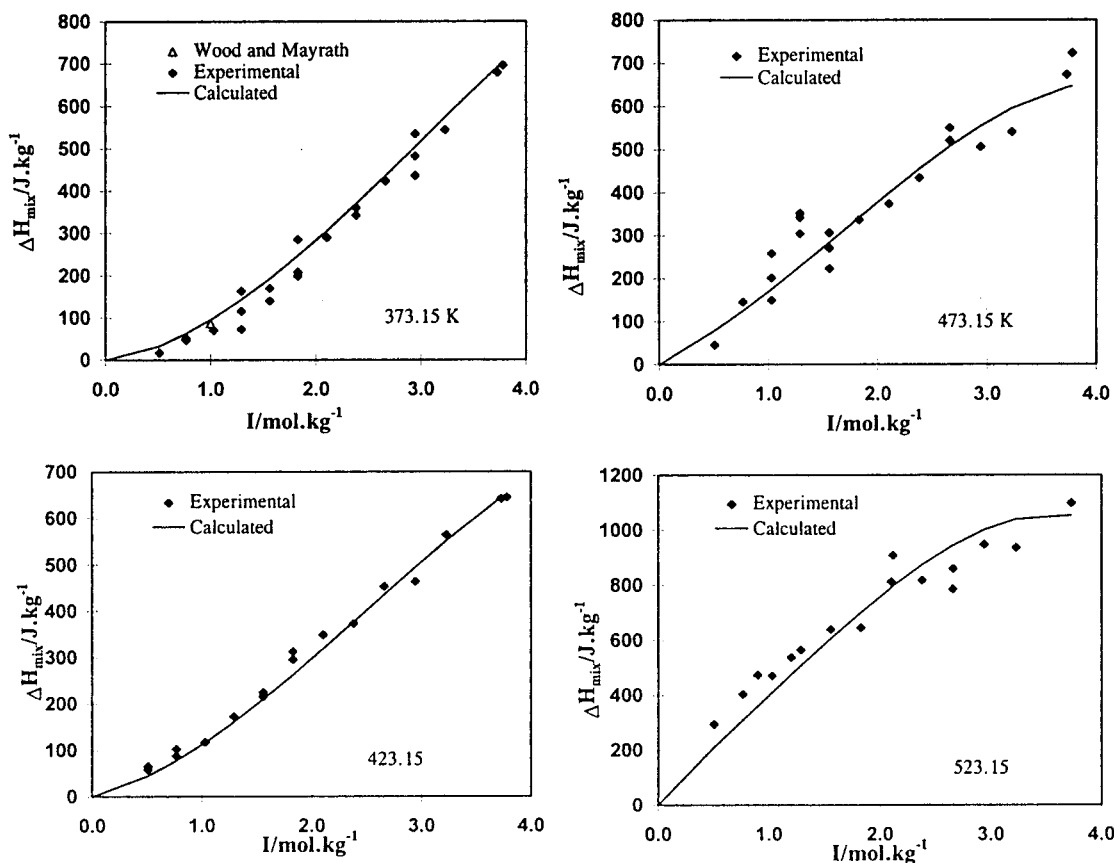 800
700
600
500
400
300
200
100
0
ΔH_mix/J.kg⁻¹
Wood and Mayrath
Experimental
Calculated
373.15 K
0.0 1.0 2.0 3.0 4.0
I/mol.kg⁻¹
800
700
600
500
400
300
200
100
0
ΔH_mix/J.kg⁻¹
Experimental
Calculated
473.15 K
0.0 1.0 2.0 3.0 4.0
I/mol.kg⁻¹
700
600
500
400
300
200
100
0
ΔH_mix/J.kg⁻¹
Experimental
Calculated
423.15
0.0 1.0 2.0 3.0 4.0
I/mol.kg⁻¹
1200
1000
800
600
400
200
0
ΔH_mix/J.kg⁻¹
Experimental
Calculated
523.15
0.0 1.0 2.0 3.0 4.0
I/mol.kg⁻¹